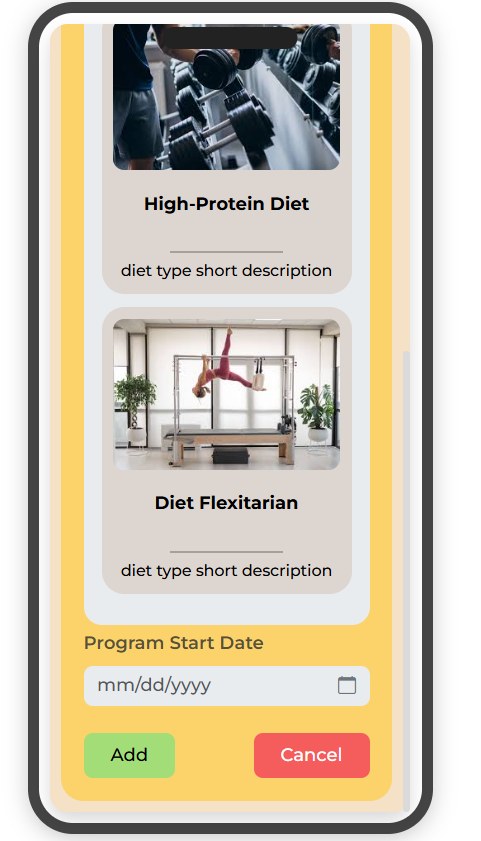 High-Protein Diet
diet type short description
Diet Flexitarian
diet type short description
Program Start Date
mm/dd/yyyy
Add
Cancel